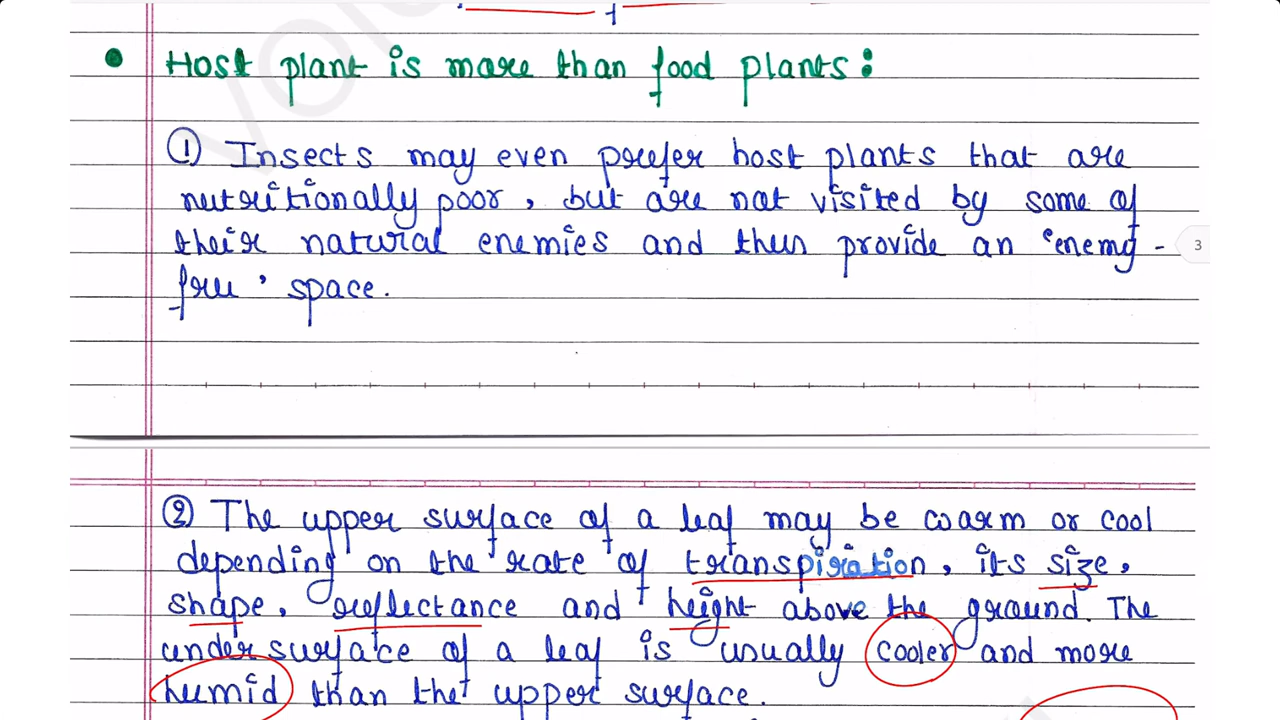 • Host plant is more than food plants:
① Insects may even prefer host plants that are
nutritionally poor, but are not visited by some of
their natural enemies and thus provide an 'enemy-
free' space.
3
② The upper surface of a leaf may be warm or cool
depending on the rate of transpiration, its size,
shape, reflectance and height above the ground. The
undersurface of a leaf is usually cooler and more
humid than the upper surface.